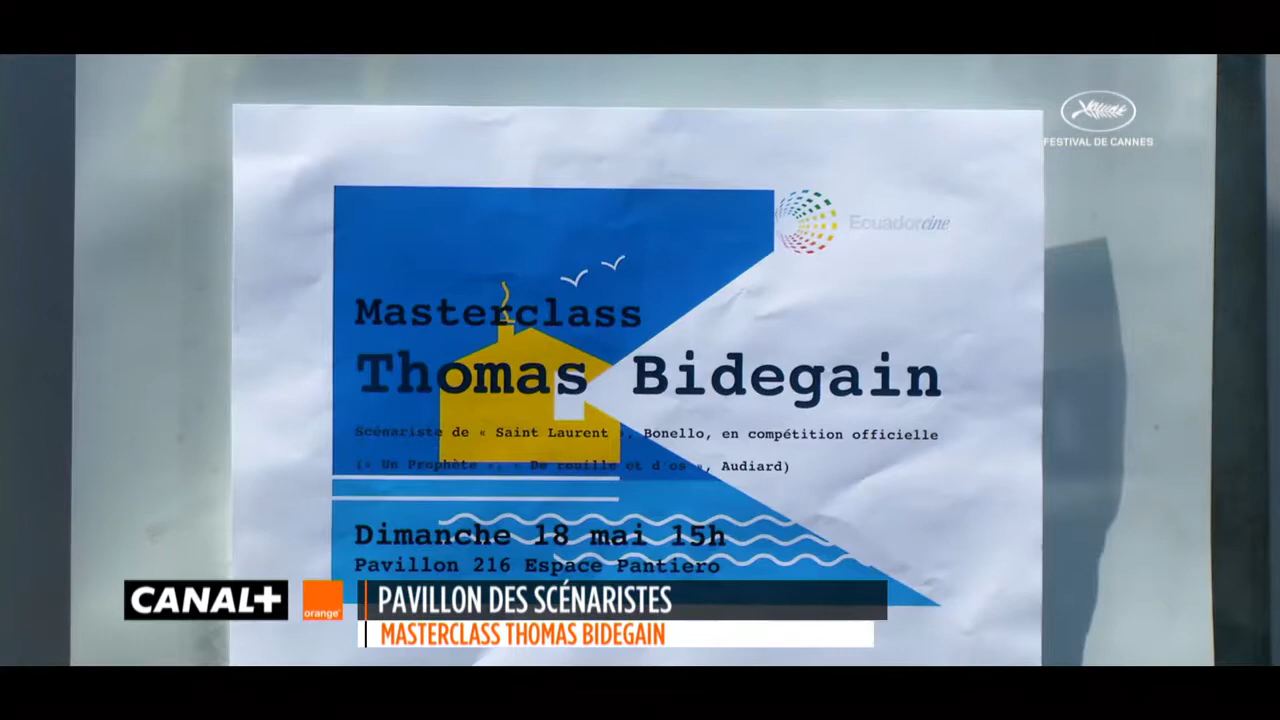 FESTIVAL DE CANNES
Ecuadorcine
Masterclass
Thomas Bidegain
Scénariste de « Saint Laurent », Bonello, en compétition officielle
(« Un Prophète », « De rouille et d'os », Audiard)
Dimanche 18 mai 15h
Pavillon 216 Espace Pantiero
CANAL+
orange
PAVILLON DES SCÉNARISTES
MASTERCLASS THOMAS BIDEGAIN